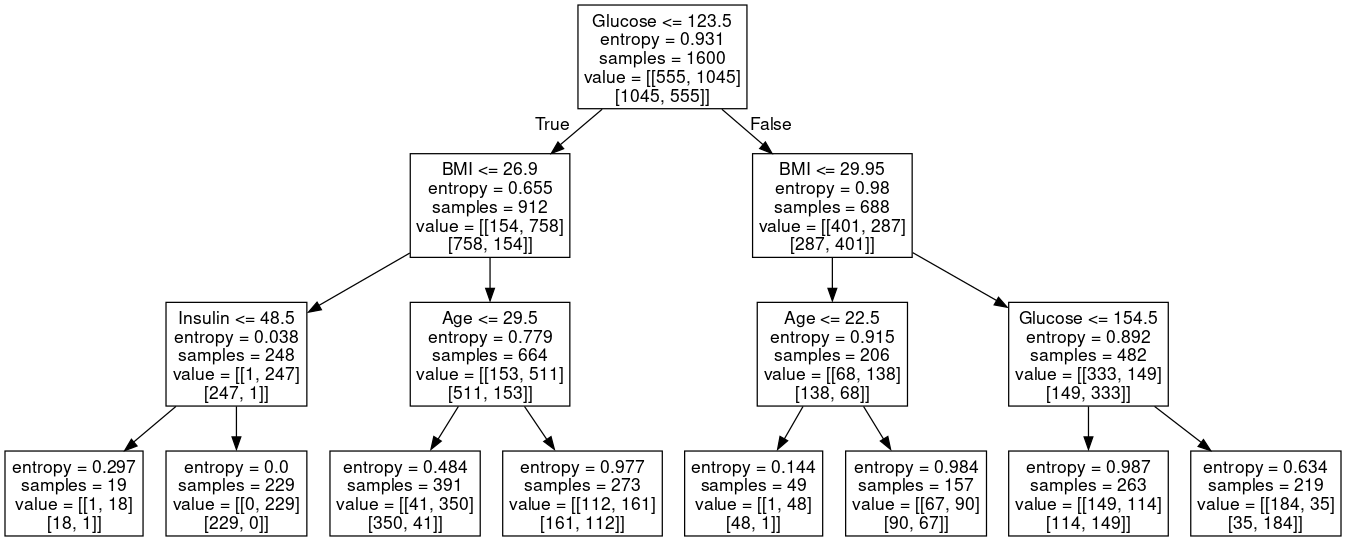 Glucose <= 123.5
entropy = 0.931
samples = 1600
value = [[555, 1045]
[1045, 555]]
True
False
BMI <= 26.9
entropy = 0.655
samples = 912
value = [[154, 758]
[758, 154]]
BMI <= 29.95
entropy = 0.98
samples = 688
value = [[401, 287]
[287, 401]]
Insulin <= 48.5
entropy = 0.038
samples = 248
value = [[1, 247]
[247, 1]]
Age <= 29.5
entropy = 0.779
samples = 664
value = [[153, 511]
[511, 153]]
Age <= 22.5
entropy = 0.915
samples = 206
value = [[68, 138]
[138, 68]]
Glucose <= 154.5
entropy = 0.892
samples = 482
value = [[333, 149]
[149, 333]]
entropy = 0.297
samples = 19
value = [[1, 18]
[18, 1]]
entropy = 0.0
samples = 229
value = [[0, 229]
[229, 0]]
entropy = 0.484
samples = 391
value = [[41, 350]
[350, 41]]
entropy = 0.977
samples = 273
value = [[112, 161]
[161, 112]]
entropy = 0.144
samples = 49
value = [[1, 48]
[48, 1]]
entropy = 0.984
samples = 157
value = [[67, 90]
[90, 67]]
entropy = 0.987
samples = 263
value = [[149, 114]
[114, 149]]
entropy = 0.634
samples = 219
value = [[184, 35]
[35, 184]]